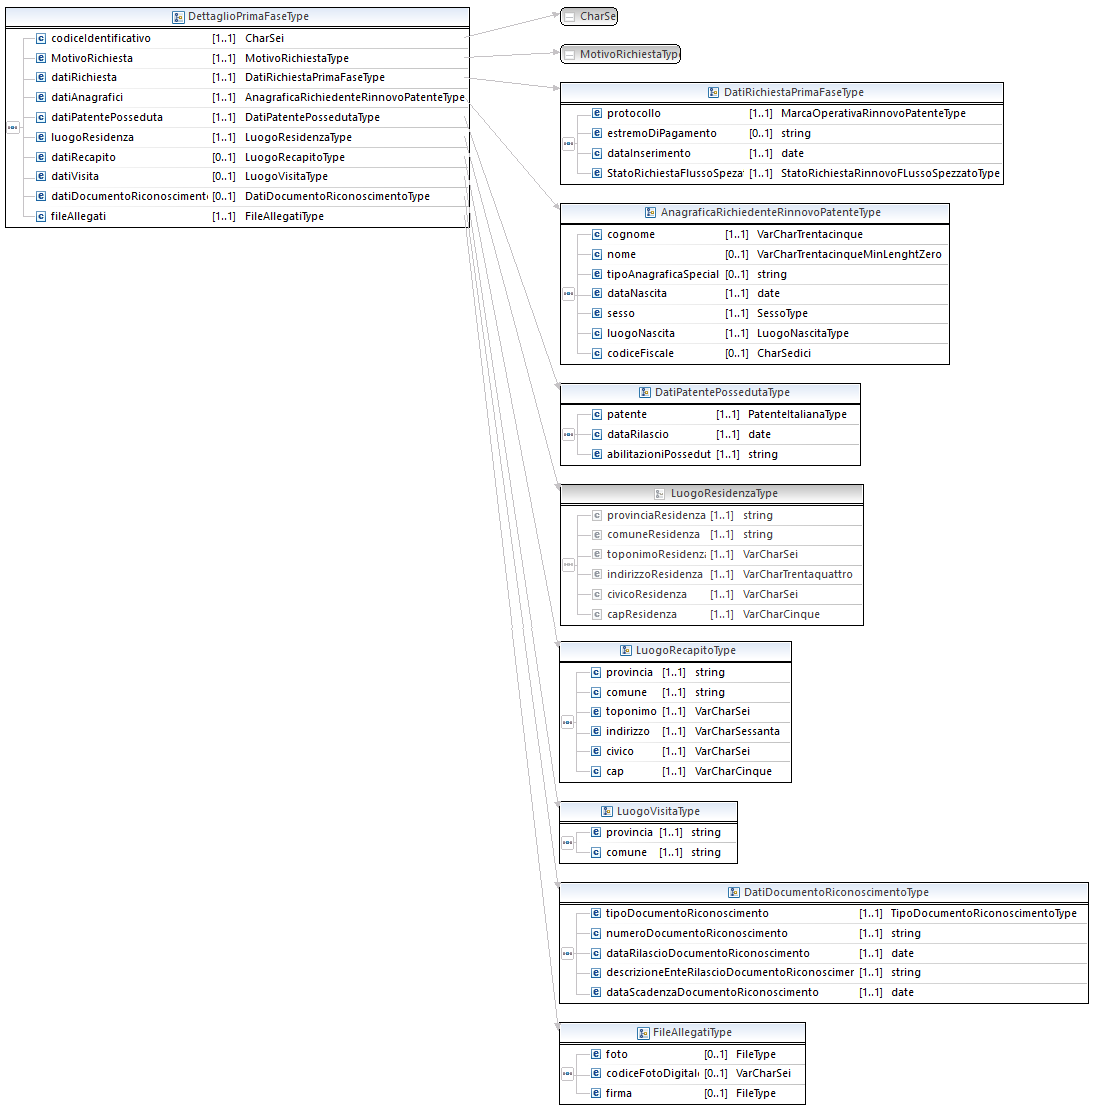 DettaglioPrimaFaseType
codiceIdentificativo [1..1] CharSei
MotivoRichiesta [1..1] MotivoRichiestaType
datiRichiesta [1..1] DatiRichiestaPrimaFaseType
datiAnagrafici [1..1] AnagraficaRichiedenteRinnovoPatenteType
datiPatentePosseduta [1..1] DatiPatentePossedutaType
luogoResidenza [1..1] LuogoResidenzaType
datiRecapito [0..1] LuogoRecapitoType
datiVisita [0..1] LuogoVisitaType
datiDocumentoRiconosciment [0..1] DatiDocumentoRiconoscimentoType
fileAllegati [1..1] FileAllegatiType
CharSe
MotivoRichiestaTyp
DatiRichiestaPrimaFaseType
protocollo [1..1] MarcaOperativaRinnovoPatenteType
estremoDiPagamento [0..1] string
dataInserimento [1..1] date
StatoRichiestaFlussoSpezzat [1..1] StatoRichiestaRinnovoFLussoSpezzatoType
AnagraficaRichiedenteRinnovoPatenteType
cognome [1..1] VarCharTrentacinque
nome [0..1] VarCharTrentacinqueMinLenghtZero
tipoAnagraficaSpecial [0..1] string
dataNascita [1..1] date
sesso [1..1] SessoType
luogoNascita [1..1] LuogoNascitaType
codiceFiscale [0..1] CharSedici
DatiPatentePossedutaType
patente [1..1] PatenteItalianaType
dataRilascio [1..1] date
abilitazioniPossedut [1..1] string
LuogoResidenzaType
provinciaResidenza [1..1] string
comuneResidenza [1..1] string
toponimoResidenz [1..1] VarCharSei
indirizzoResidenza [1..1] VarCharTrentaquattro
civicoResidenza [1..1] VarCharSei
capResidenza [1..1] VarCharCinque
LuogoRecapitoType
provincia [1..1] string
comune [1..1] string
toponimo [1..1] VarCharSei
indirizzo [1..1] VarCharSessanta
civico [1..1] VarCharSei
cap [1..1] VarCharCinque
LuogoVisitaType
provincia [1..1] string
comune [1..1] string
DatiDocumentoRiconoscimentoType
tipoDocumentoRiconoscimento [1..1] TipoDocumentoRiconoscimentoType
numeroDocumentoRiconoscimento [1..1] string
dataRilascioDocumentoRiconoscimento [1..1] date
descrizioneEnteRilascioDocumentoRiconoscimer [1..1] string
dataScadenzaDocumentoRiconoscimento [1..1] date
FileAllegatiType
foto [0..1] FileType
codiceFotoDigital [0..1] VarCharSei
firma [0..1] FileType